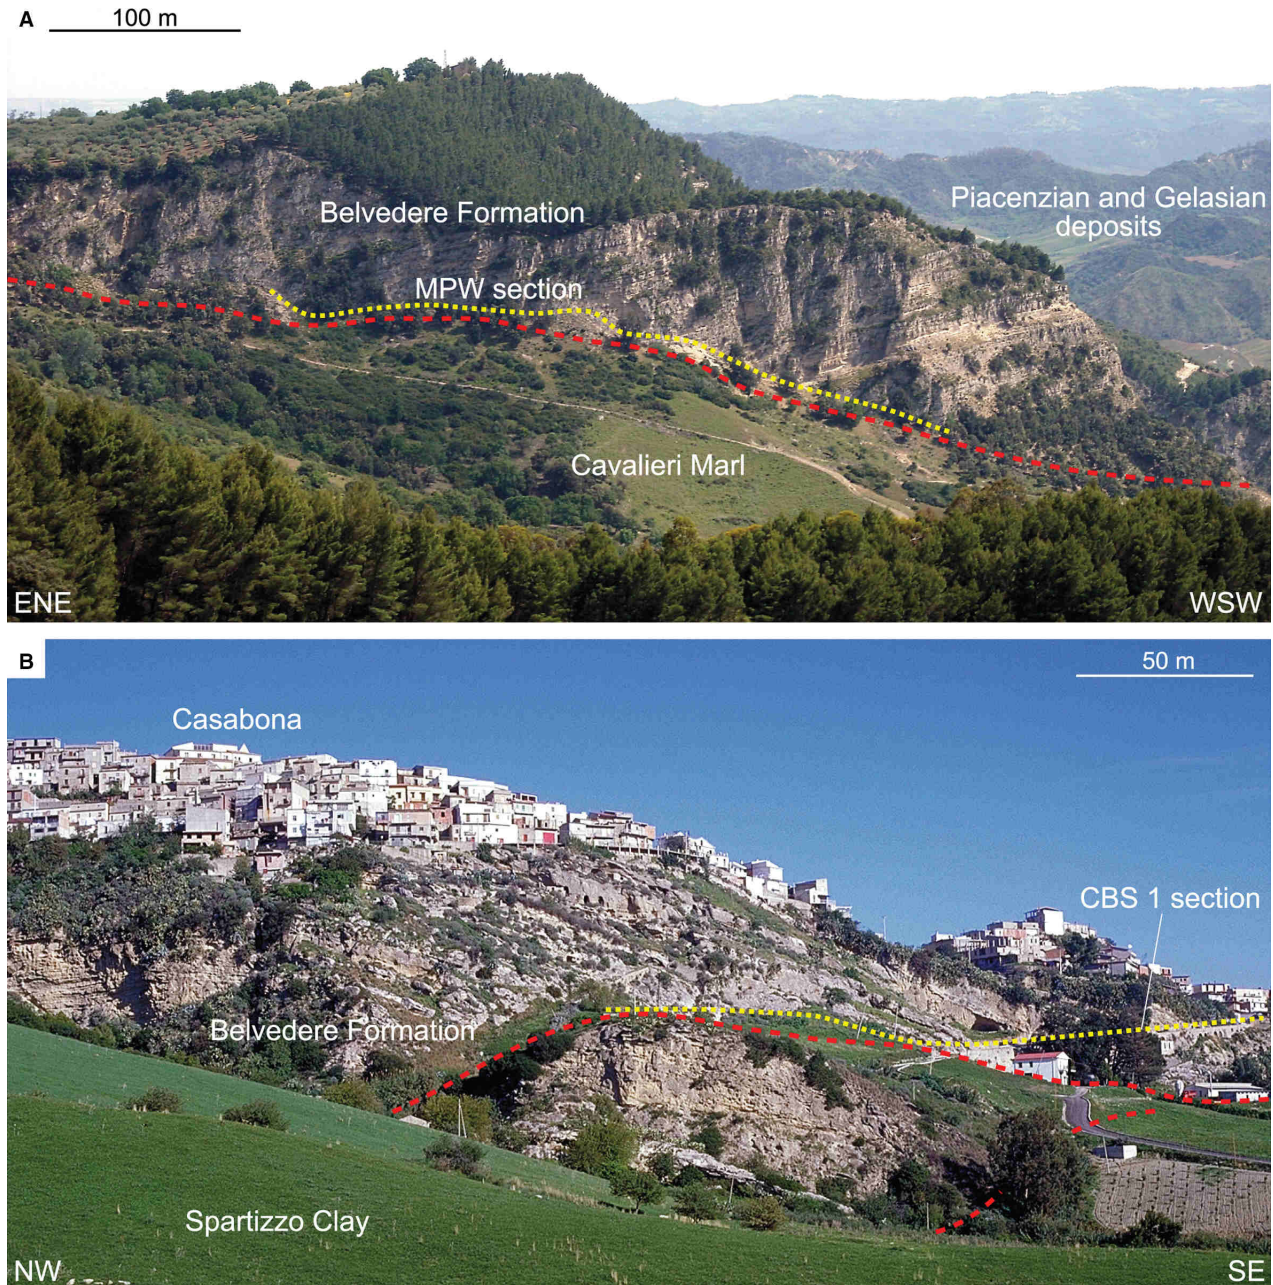 A
100 m
Belvedere Formation
Piacenzian and Gelasian
deposits
MPW section
Cavalieri Marl
ENE
WSW
B
50 m
Casabona
CBS 1 section
Belvedere Formation
Spartizzo Clay
NW
SE